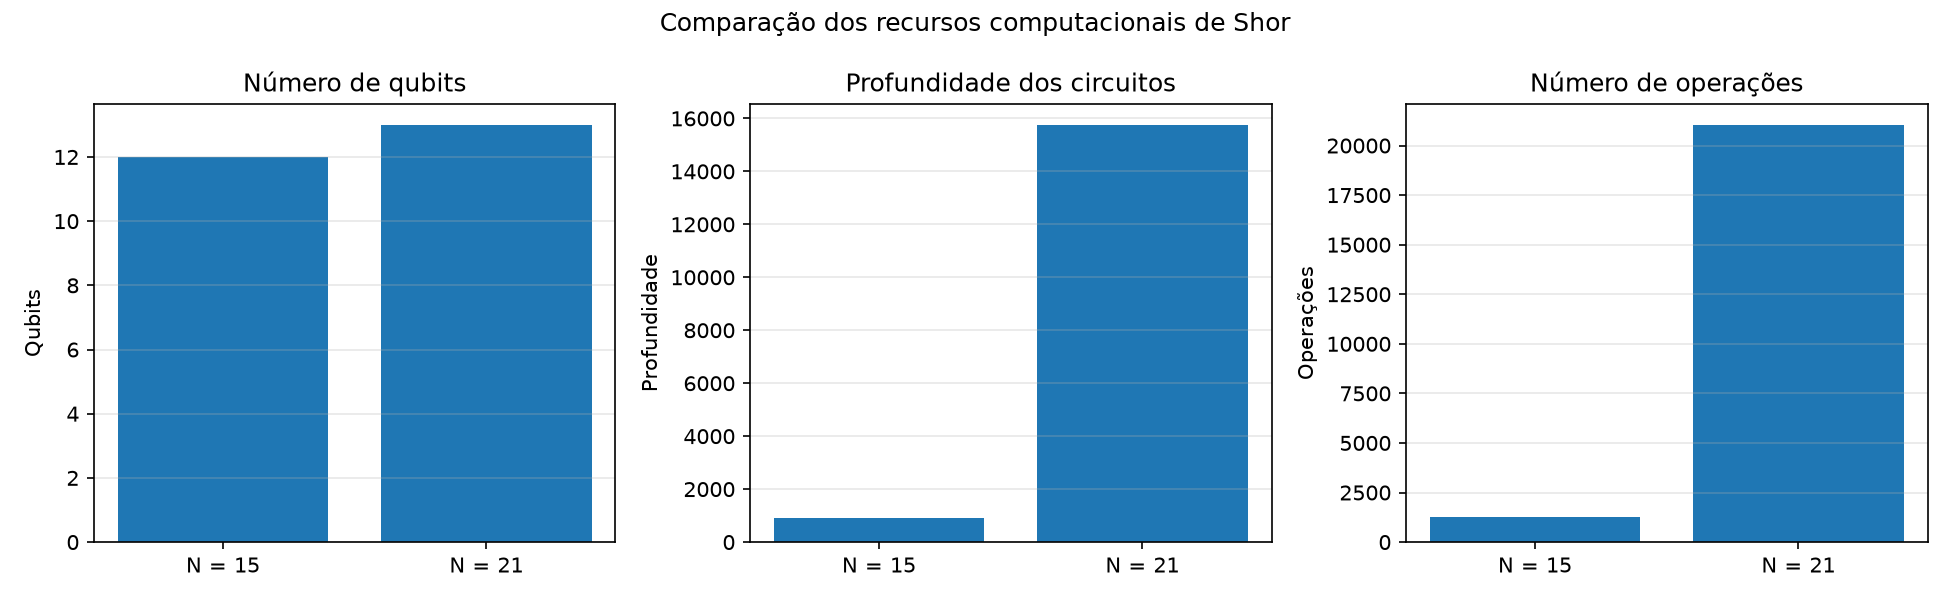 Comparação dos recursos computacionais de Shor
Número de qubits
Qubits
12
10
8
6
4
2
0
N = 15
N = 21
Profundidade dos circuitos
Profundidade
16000
14000
12000
10000
8000
6000
4000
2000
0
N = 15
N = 21
Número de operações
Operações
20000
17500
15000
12500
10000
7500
5000
2500
0
N = 15
N = 21